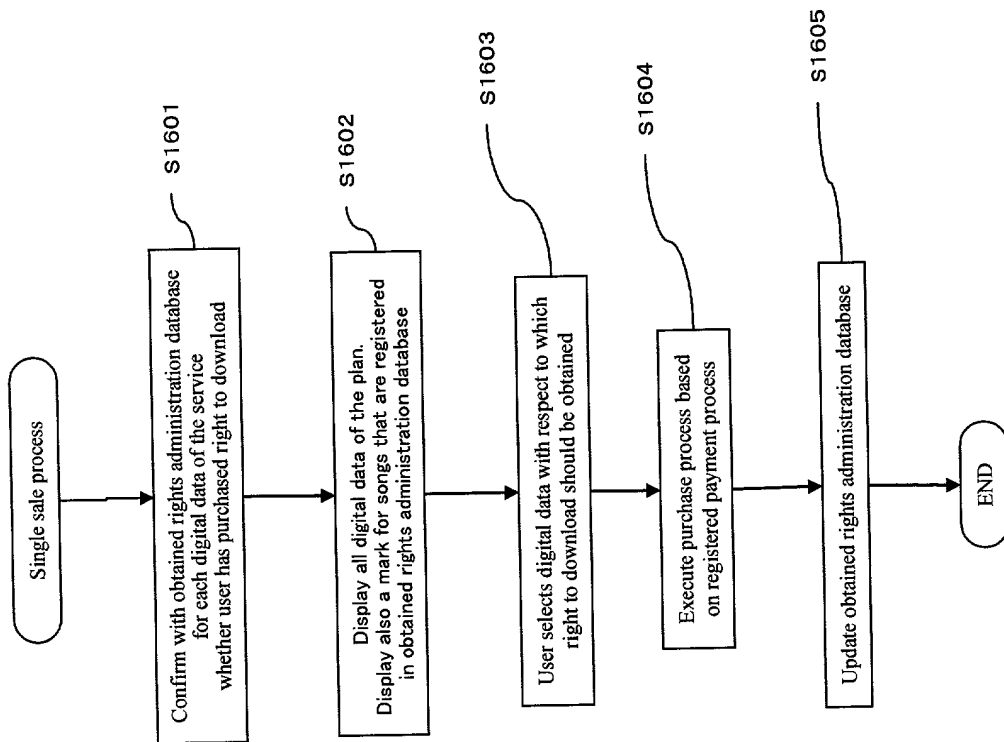 Single sale process
S1601
Confirm with obtained rights administration database
for each digital data of the service
whether user has purchased right to download
S1602
Display all digital data of the plan.
Display also a mark for songs that are registered
in obtained rights administration database
S1603
User selects digital data with respect to which
right to download should be obtained
S1604
Execute purchase process based
on registered payment process
S1605
Update obtained rights administration database
END